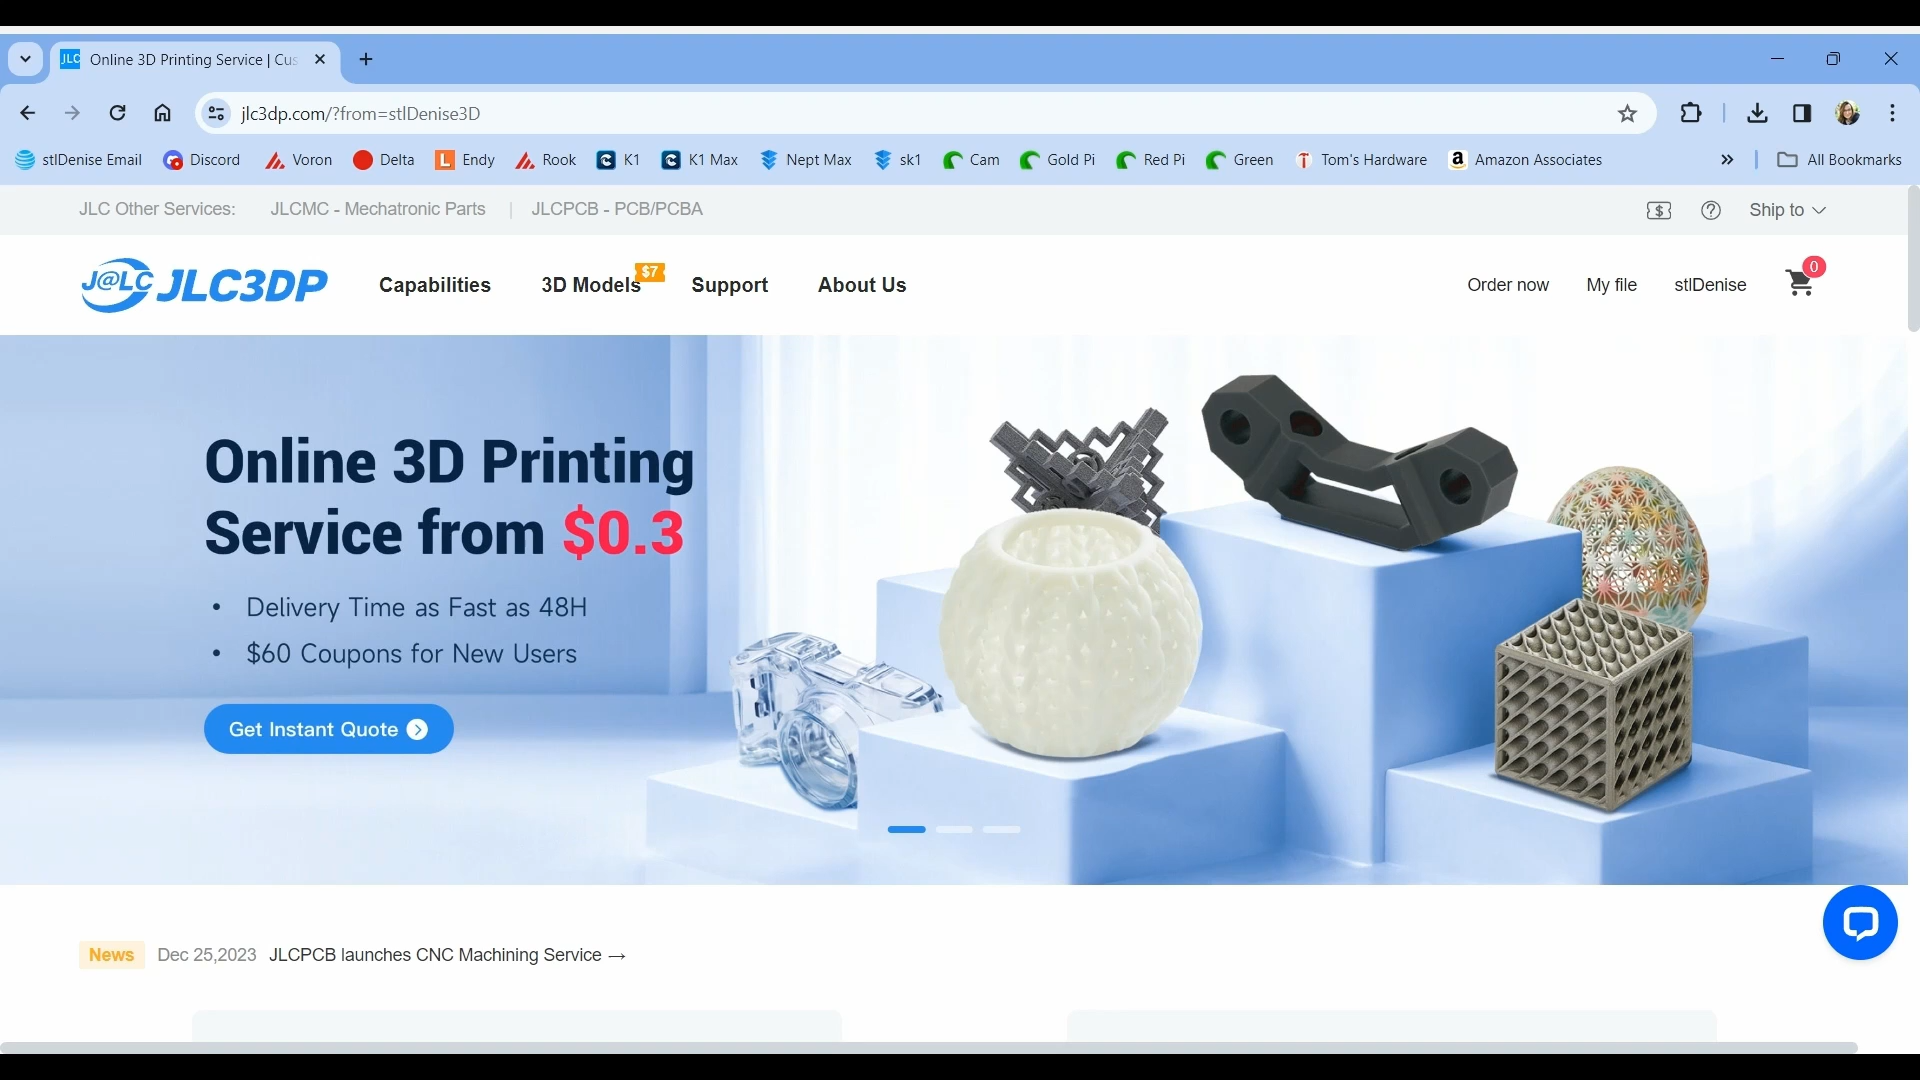 JLC Online 3D Printing Service | Cus
jlc3dp.com/?from=stlDenise3D
stlDenise Email Discord Voron Delta L Endy Rook C K1 C K1 Max Nept Max sk1 Cam Gold Pi Red Pi Green T Tom's Hardware a Amazon Associates » All Bookmarks
JLC Other Services: JLCMC - Mechatronic Parts | JLCPCB - PCB/PCBA $ ? Ship to
J@LC JLC3DP Capabilities 3D Models $7 Support About Us Order now My file stlDenise 0
Online 3D Printing
Service from $0.3
• Delivery Time as Fast as 48H
• $60 Coupons for New Users
Get Instant Quote
News Dec 25,2023 JLCPCB launches CNC Machining Service →